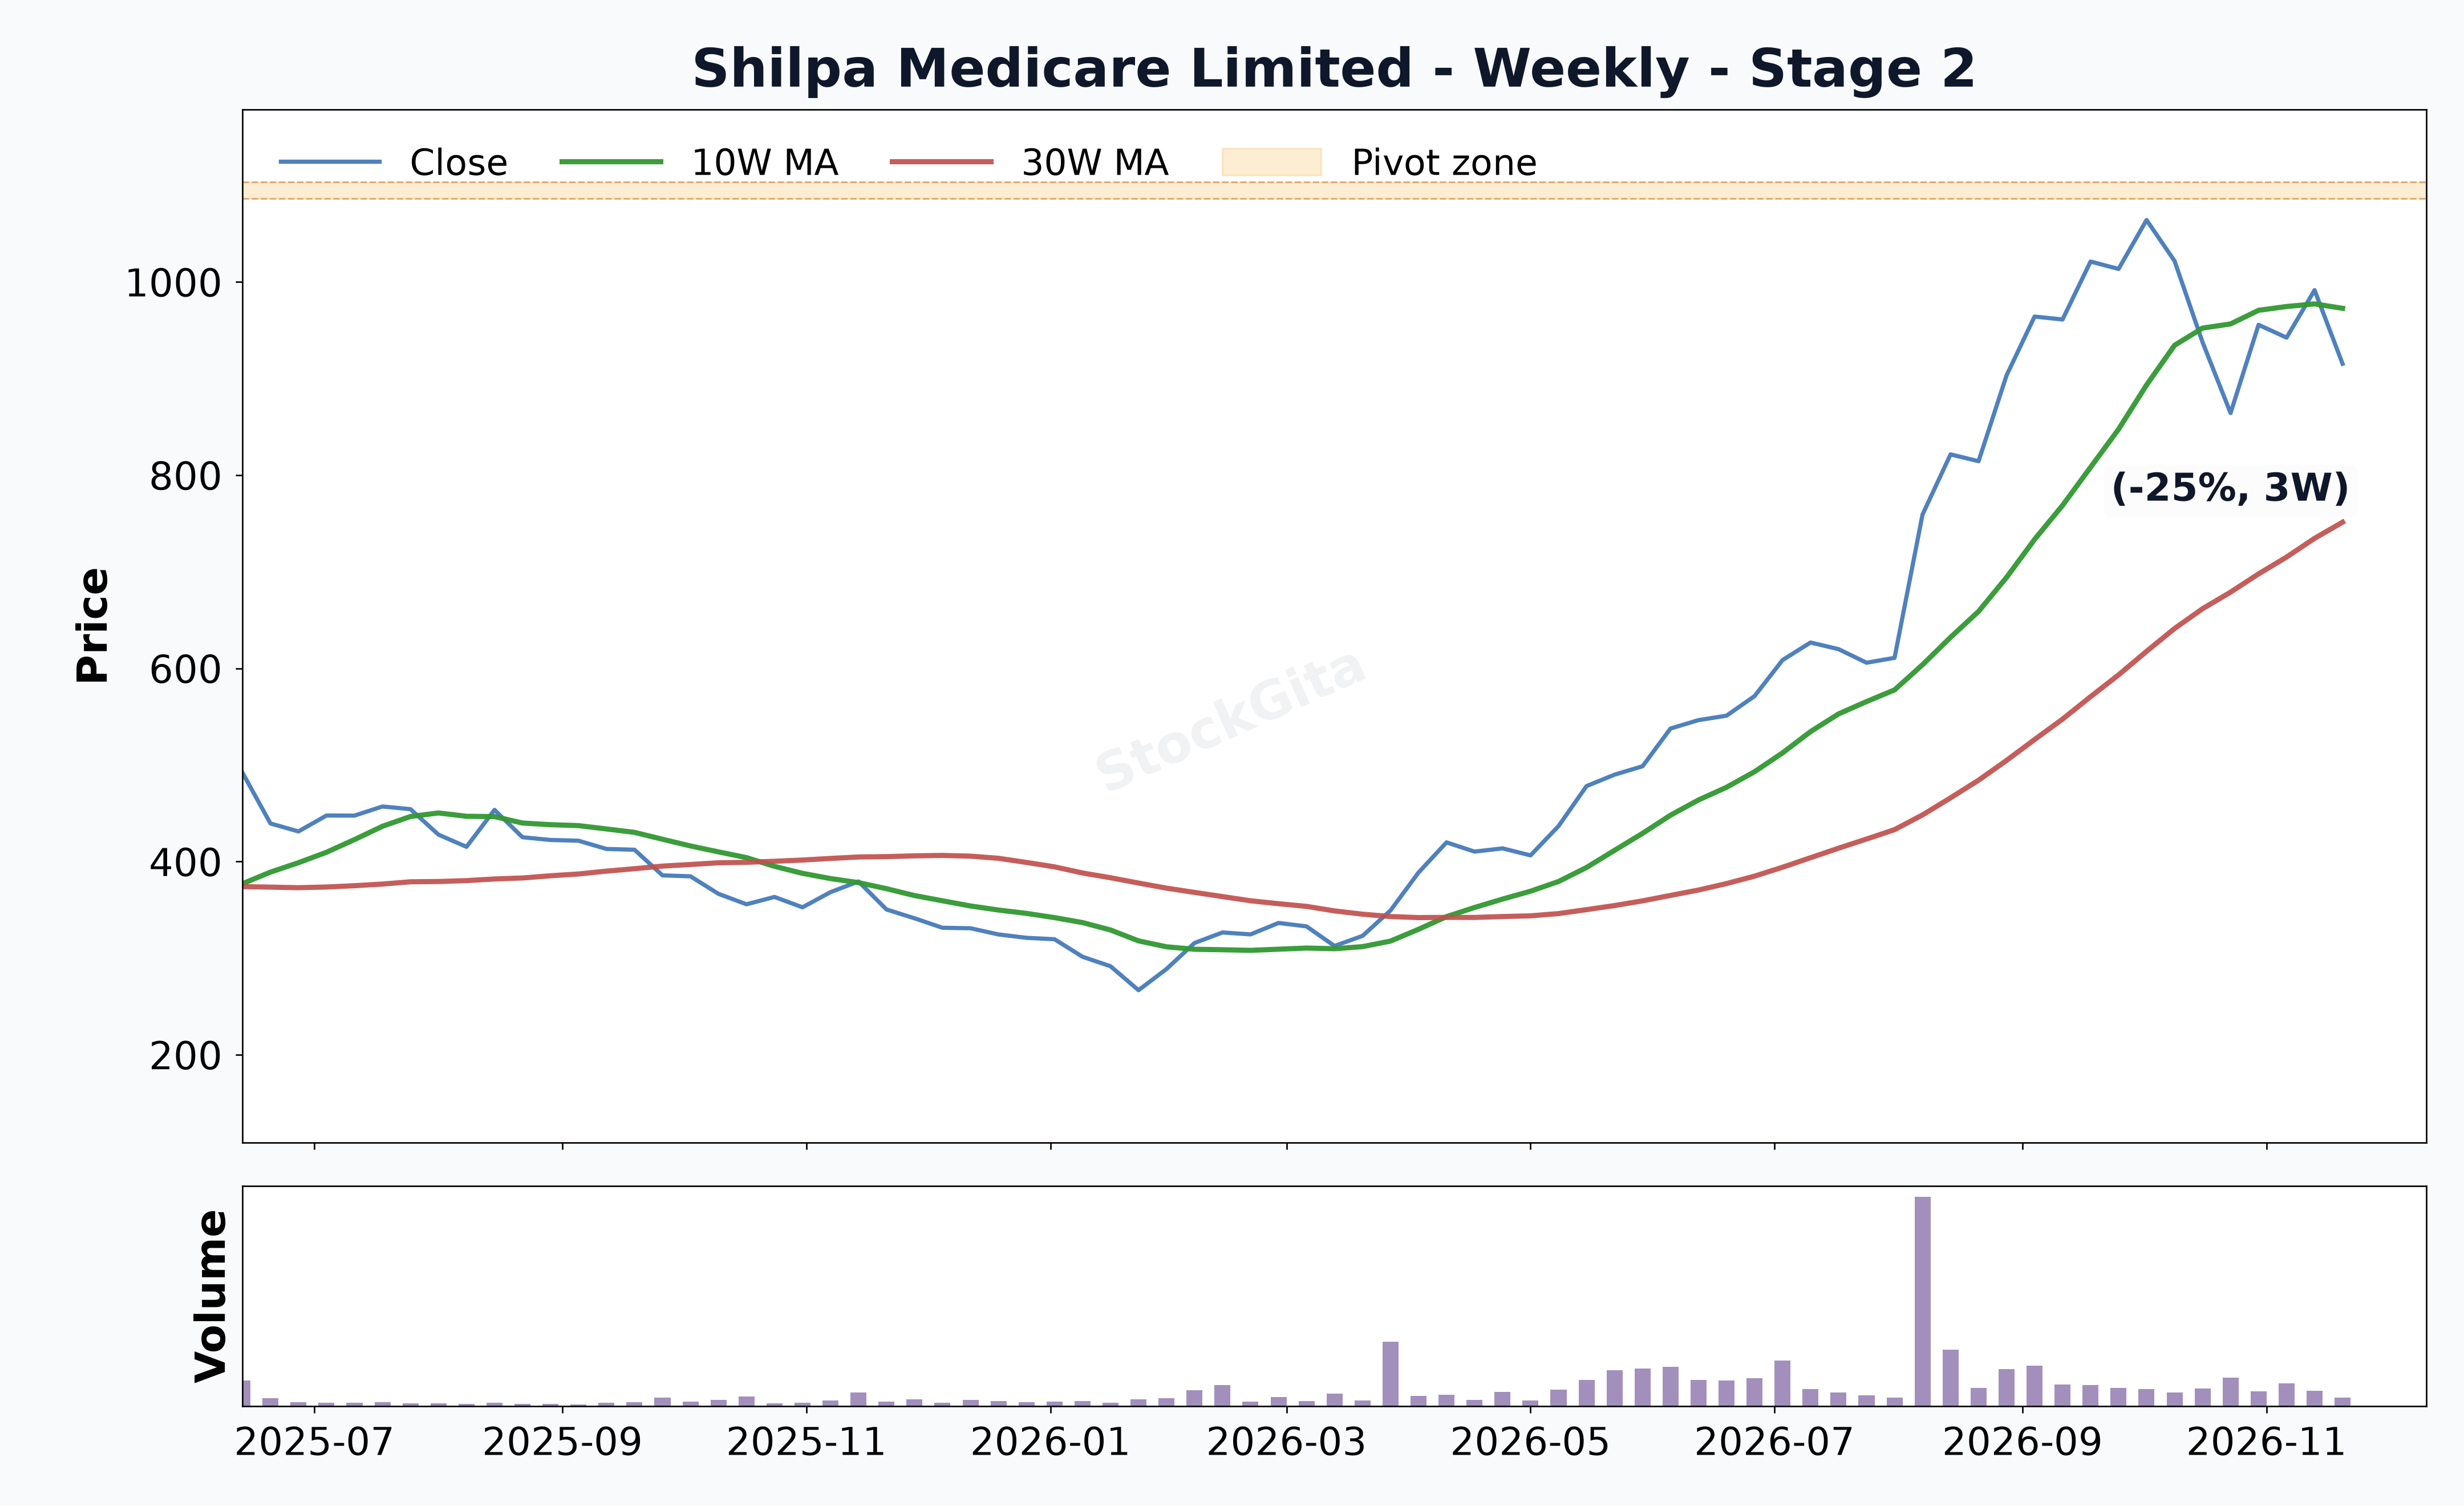 Shilpa Medicare Limited - Weekly - Stage 2
Close 10W MA 30W MA Pivot zone
1000
800
600
400
200
Price
(-25%, 3W)
StockGita
Volume
2025-07 2025-09 2025-11 2026-01 2026-03 2026-05 2026-07 2026-09 2026-11